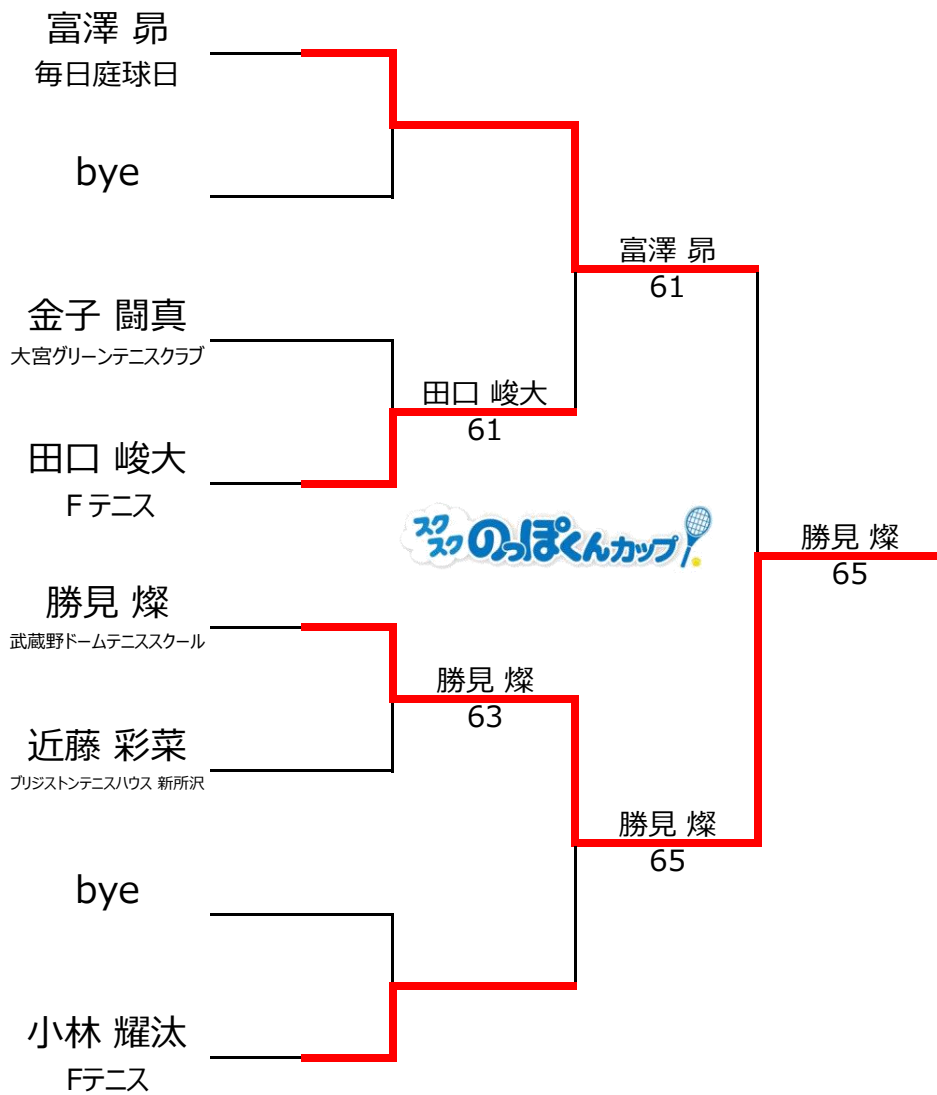 富澤 昴
毎日庭球日
bye
富澤 昴
61
金子 闘真
大宮グリーンテニスクラブ
田口 峻大
61
田口 峻大
F テニス
スク
スク
のっぽくんカップ
勝見 燦
65
勝見 燦
武蔵野ドームテニススクール
勝見 燦
63
近藤 彩菜
ブリジストンテニスハウス 新所沢
勝見 燦
65
bye
小林 耀汰
Fテニス